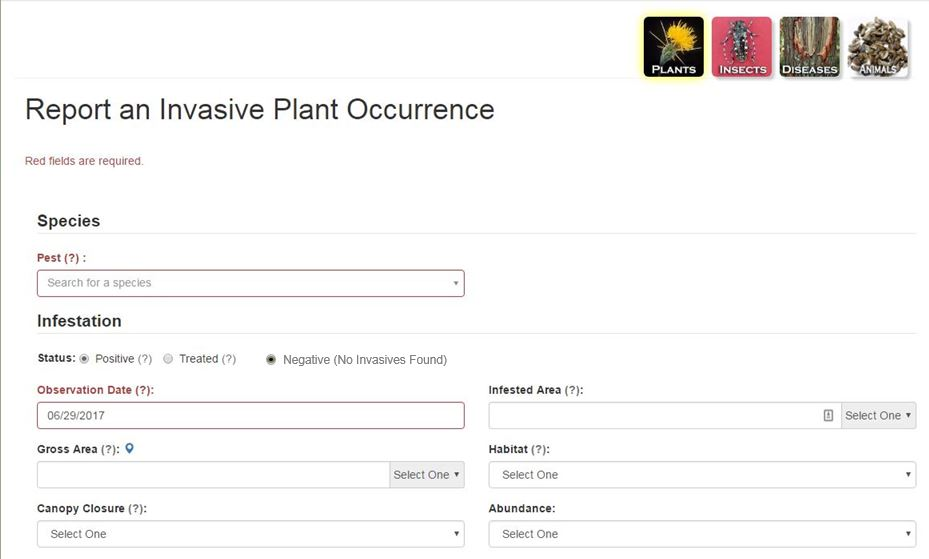 PLANTS INSECTS DISEASES ANIMALS
Report an Invasive Plant Occurrence
Red fields are required.
Species
Pest (?) :
Search for a species
Infestation
Status: Positive (?) Treated (?) Negative (No Invasives Found)
Observation Date (?): Infested Area (?):
06/29/2017 Select One
Gross Area (?): Habitat (?):
Select One Select One
Canopy Closure (?): Abundance:
Select One Select One